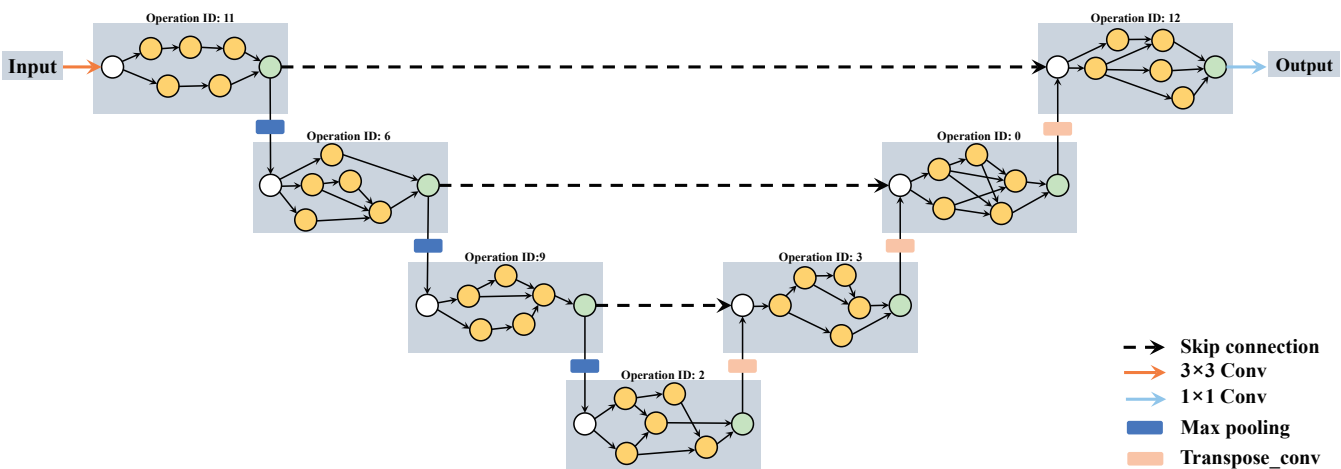 Operation ID: 11
Operation ID: 12
Input
Output
Operation ID: 6
Operation ID: 0
Operation ID:9
Operation ID: 3
Operation ID: 2
Skip connection
3×3 Conv
1×1 Conv
Max pooling
Transpose_conv